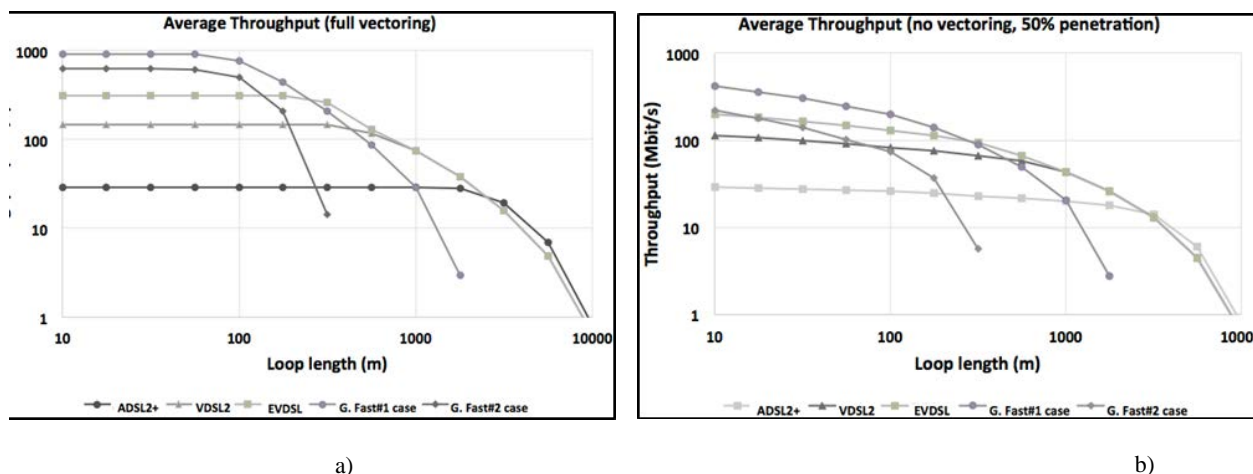 Average Throughput (full vectoring)
1000
100
10
1
10 100 1000 10000
Loop length (m)
ADSL2+ VDSL2 EVDSL G. Fast#1 case G. Fast#2 case
a)
Average Throughput (no vectoring, 50% penetration)
Throughput (Mbit/s)
1000
100
10
1
10 100 1000 1000
Loop length (m)
ADSL2+ VDSL2 EVDSL G. Fast#1 case G. Fast#2 case
b)